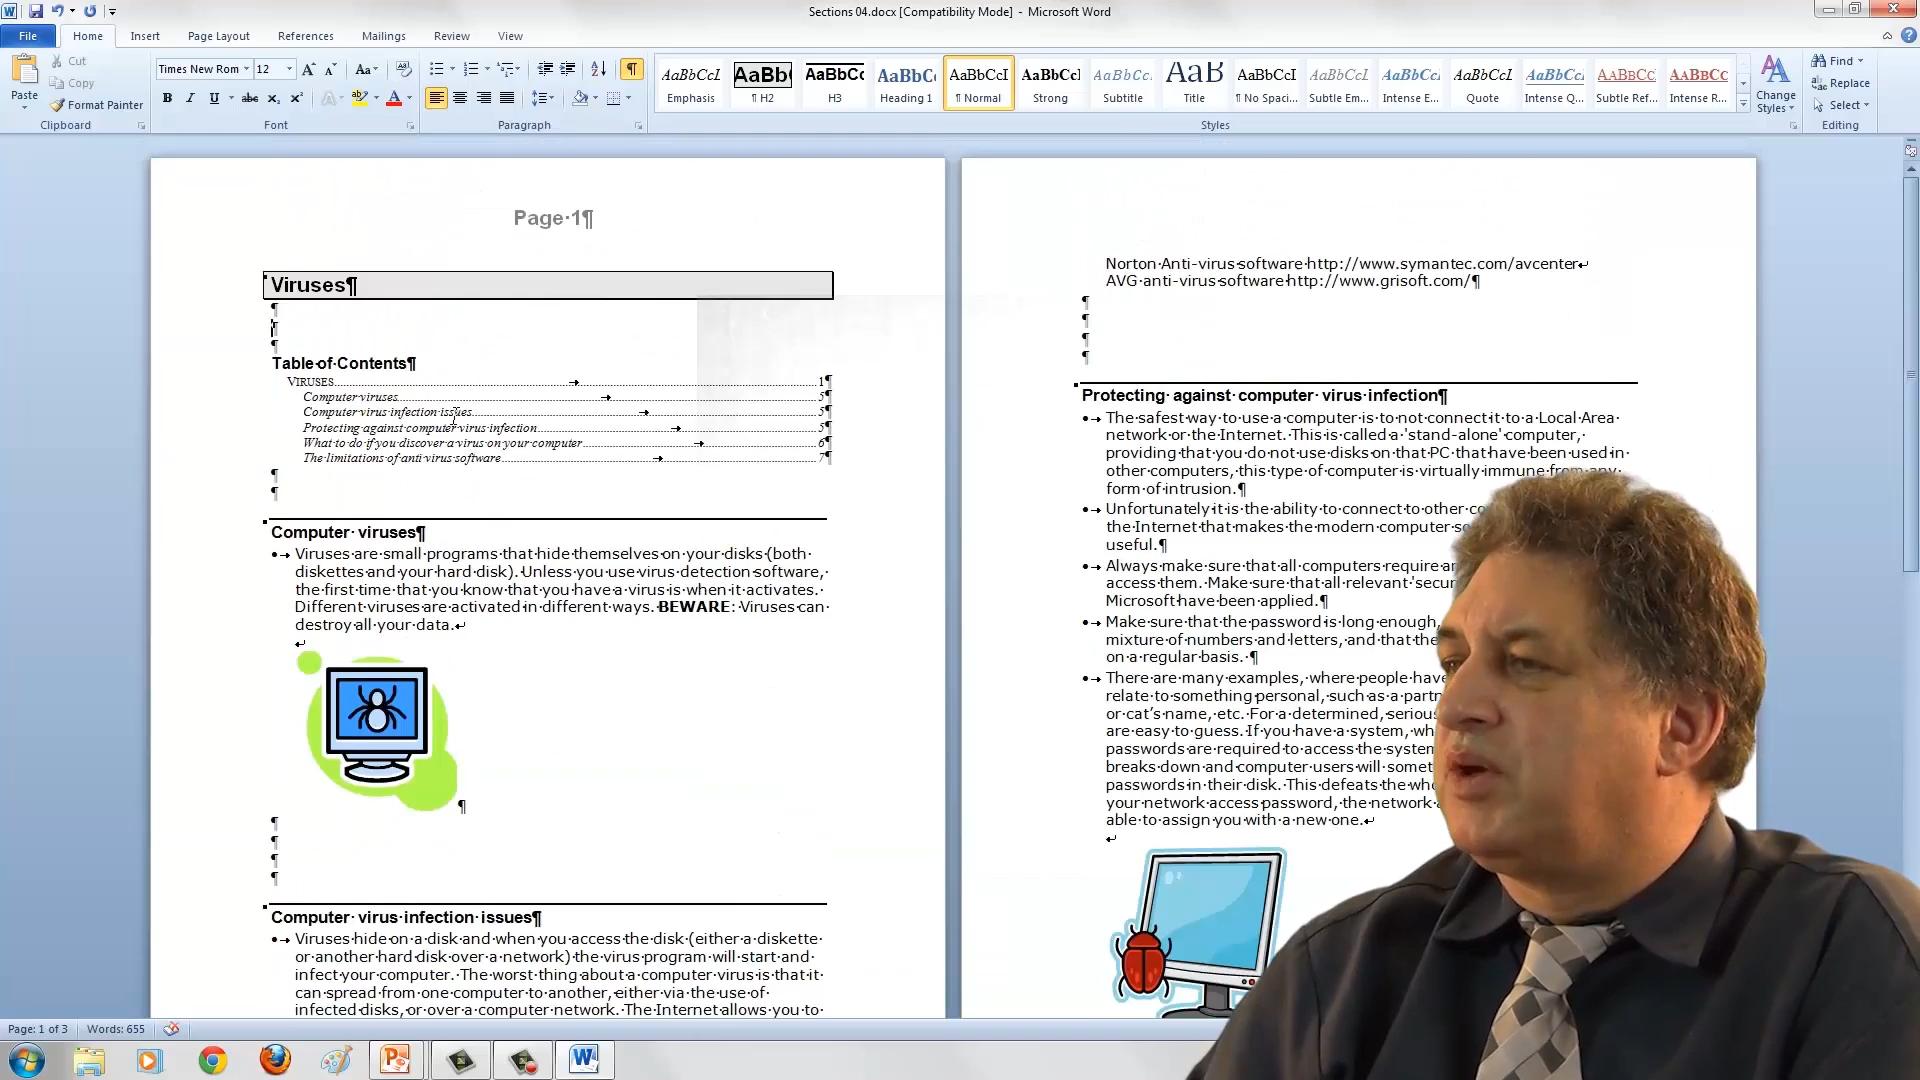 Sections 04.docx [Compatibility Mode] - Microsoft Word
File Home Insert Page Layout References Mailings Review View
Paste
Cut
Copy
Format Painter
Clipboard
Times New Rom 12
Font
Paragraph
AaBbCcI AaBb( AaBbCc AaBbCc AaBbCcI AaBbCcI AaBbCcI AaB AaBbCcI AaBbCcI AaBbCcI AaBbCcI AaBbCcI AaBbCc AaBbCc
Emphasis ¶ H2 H3 Heading 1 ¶ Normal Strong Subtitle Title ¶ No Spaci... Subtle Em... Intense E... Quote Intense Q... Subtle Ref... Intense R...
Styles
Change
Styles
Find
Replace
Select
Editing
Page·1¶
Viruses¶
Table·of·Contents¶
VIRUSES 1¶
Computer·viruses 5¶
Computer·virus·infection·issues 5¶
Protecting·against·computer·virus·infection 5¶
What·to·do·if·you·discover·a·virus·on·your·computer 6¶
The·limitations·of·anti·virus·software 7¶
Computer·viruses¶
Viruses·are·small·programs·that·hide·themselves·on·your·disks·(both·
diskettes·and·your·hard·disk).·Unless·you·use·virus·detection·software,·
the·first·time·that·you·know·that·you·have·a·virus·is·when·it·activates.·
Different·viruses·are·activated·in·different·ways.·BEWARE:·Viruses·can·
destroy·all·your·data.↵
Computer·virus·infection·issues¶
Viruses·hide·on·a·disk·and·when·you·access·the·disk·(either·a·diskette·
or·another·hard·disk·over·a·network)·the·virus·program·will·start·and·
infect·your·computer.·The·worst·thing·about·a·computer·virus·is·that·it·
can·spread·from·one·computer·to·another,·either·via·the·use·of·
infected·disks,·or·over·a·computer·network.·The·Internet·allows·you·to·
Norton·Anti-virus·software·http://www.symantec.com/avcenter↵
AVG·anti-virus·software·http://www.grisoft.com/¶
Protecting·against·computer·virus·infection¶
The·safest·way·to·use·a·computer·is·to·not·connect·it·to·a·Local·Area·
network·or·the·Internet.·This·is·called·a·'stand-alone'·computer,·
providing·that·you·do·not·use·disks·on·that·PC·that·have·been·used·in·
other·computers,·this·type·of·computer·is·virtually·immune·from·any·
form·of·intrusion.¶
Unfortunately·it·is·the·ability·to·connect·to·other·
the·Internet·that·makes·the·modern·computer·
useful.¶
Always·make·sure·that·all·computers·require·
access·them.·Make·sure·that·all·relevant·
Microsoft·have·been·applied.¶
Make·sure·that·the·password·is·long·enough,·
mixture·of·numbers·and·letters,·and·that·
on·a·regular·basis.·¶
There·are·many·examples,·where·people·
relate·to·something·personal,·such·as·a·
or·cat's·name,·etc.·For·a·determined,·
are·easy·to·guess.·If·you·have·a·system,·
passwords·are·required·to·access·the·
breaks·down·and·computer·users·will·
passwords·in·their·disk.·This·defeats·the·
your·network·access·password,·the·network·
able·to·assign·you·with·a·new·one.↵
Page: 1 of 3 Words: 655